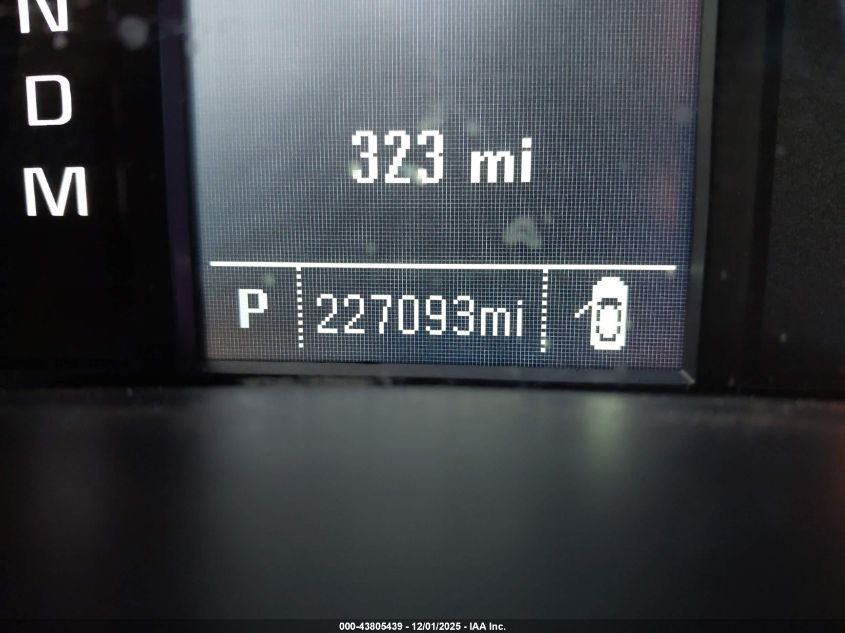 N
D
M
323 mi
P 227093mi
000-43805439 - 12/01/2025 - IAA Inc.